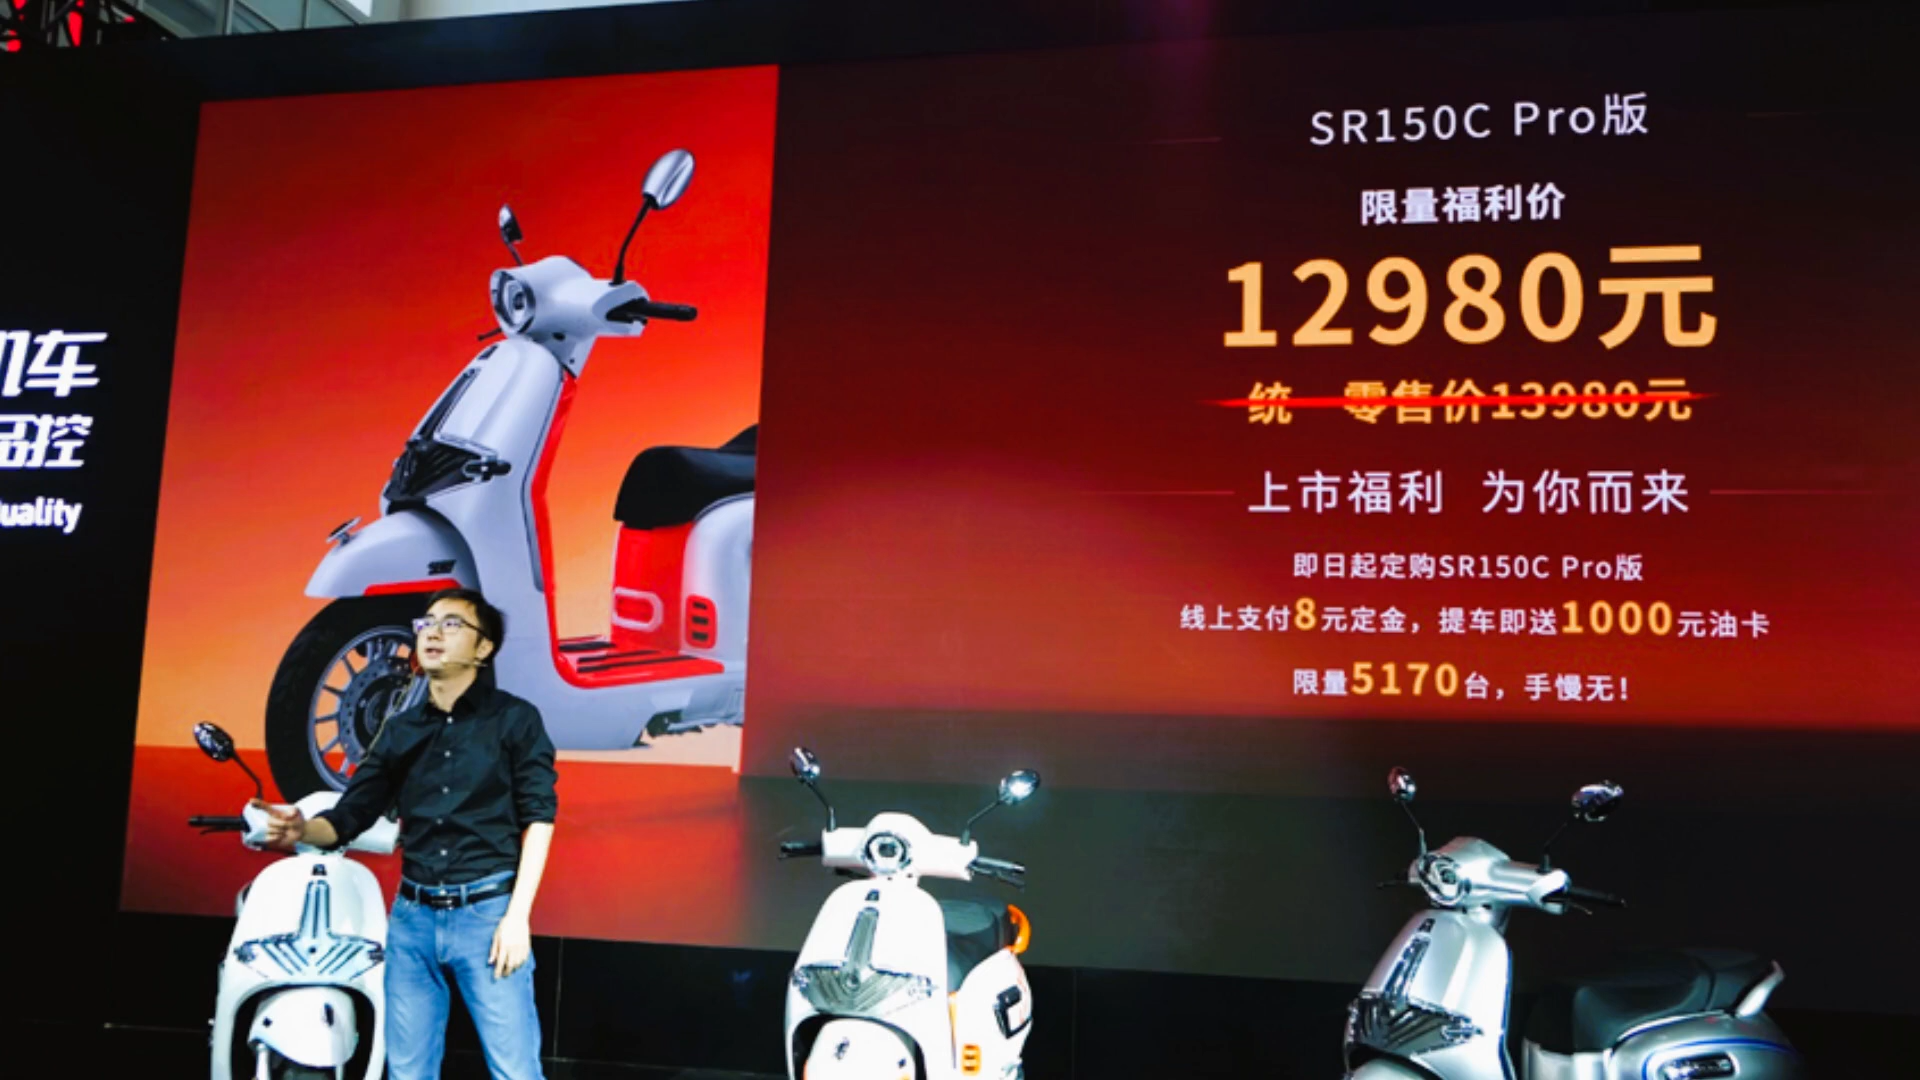 机车
品控
uality
SR150C Pro版
限量福利价
12980元
统一零售价13980元
上市福利 为你而来
即日起定购SR150C Pro版
线上支付8元定金，提车即送1000元油卡
限量5170台，手慢无！